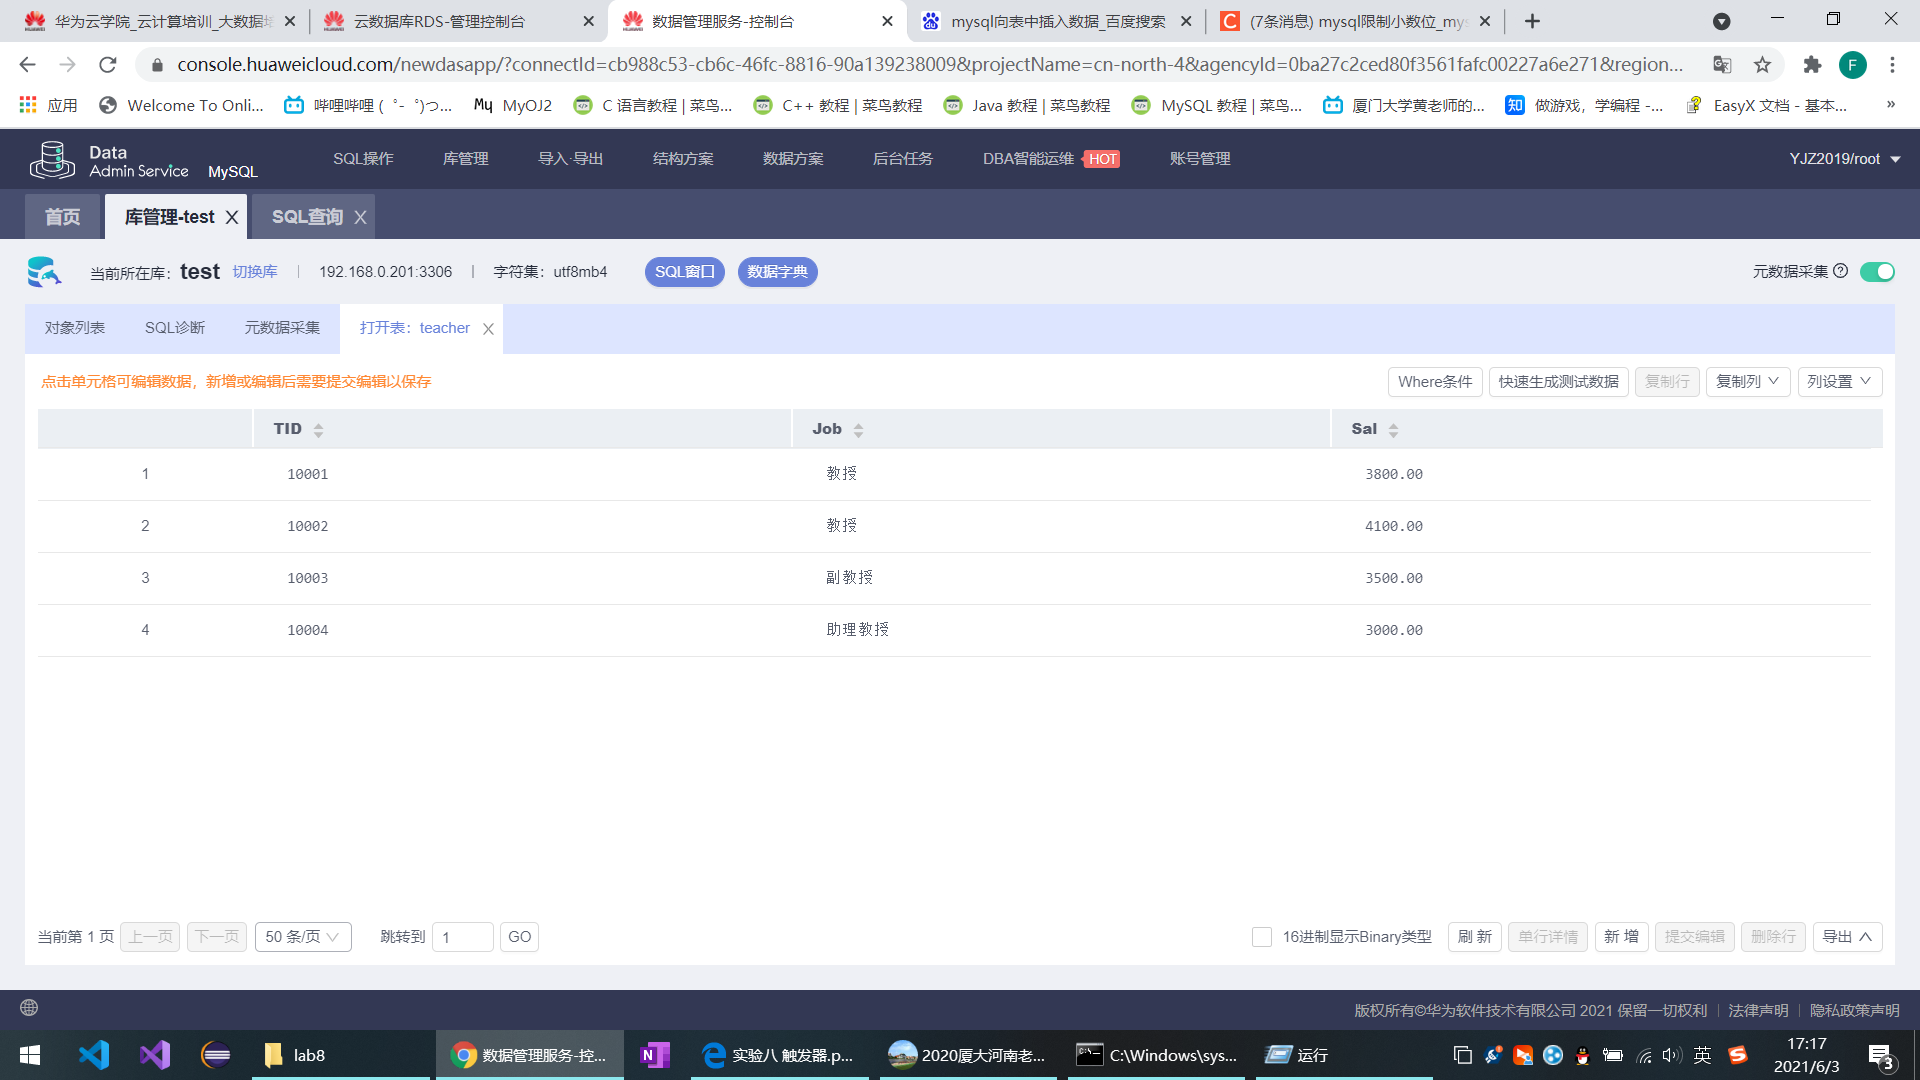 华为云学院_云计算培训_大数据培
云数据库RDS-管理控制台
数据管理服务-控制台
mysql向表中插入数据_百度搜索
(7条消息) mysql限制小数位_mys
console.huaweicloud.com/newdasapp/?connectId=cb988c53-cb6c-46fc-8816-90a139238009&projectName=cn-north-4&agencyId=0ba27c2ced80f3561fafc00227a6e271&region...
F
应用
Welcome To Onli...
哔哩哔哩 ( ゜- ゜)つ...
My MyOJ2
C 语言教程 | 菜鸟...
C++ 教程 | 菜鸟教程
Java 教程 | 菜鸟教程
MySQL 教程 | 菜鸟...
厦门大学黄老师的...
知 做游戏，学编程 -...
EasyX 文档 - 基本...
»
Data
Admin Service MySQL
SQL操作
库管理
导入·导出
结构方案
数据方案
后台任务
DBA智能运维 HOT
账号管理
YJZ2019/root
首页
库管理-test
SQL查询
当前所在库: test 切换库 | 192.168.0.201:3306 | 字符集: utf8mb4
SQL窗口
数据字典
元数据采集
对象列表
SQL诊断
元数据采集
打开表: teacher
点击单元格可编辑数据，新增或编辑后需要提交编辑以保存
Where条件
快速生成测试数据
复制行
复制列
列设置
TID Job Sal
1 10001 教授 3800.00
2 10002 教授 4100.00
3 10003 副教授 3500.00
4 10004 助理教授 3000.00
当前第 1 页 上一页 下一页 50 条/页 跳转到 1 GO
16进制显示Binary类型
刷 新
单行详情
新 增
提交编辑
删除行
导出
版权所有©华为软件技术有限公司 2021 保留一切权利 | 法律声明 | 隐私政策声明
lab8
数据管理服务-控...
实验八 触发器.p...
2020厦大河南老...
C:\Windows\sys...
运行
英
17:17
2021/6/3
3